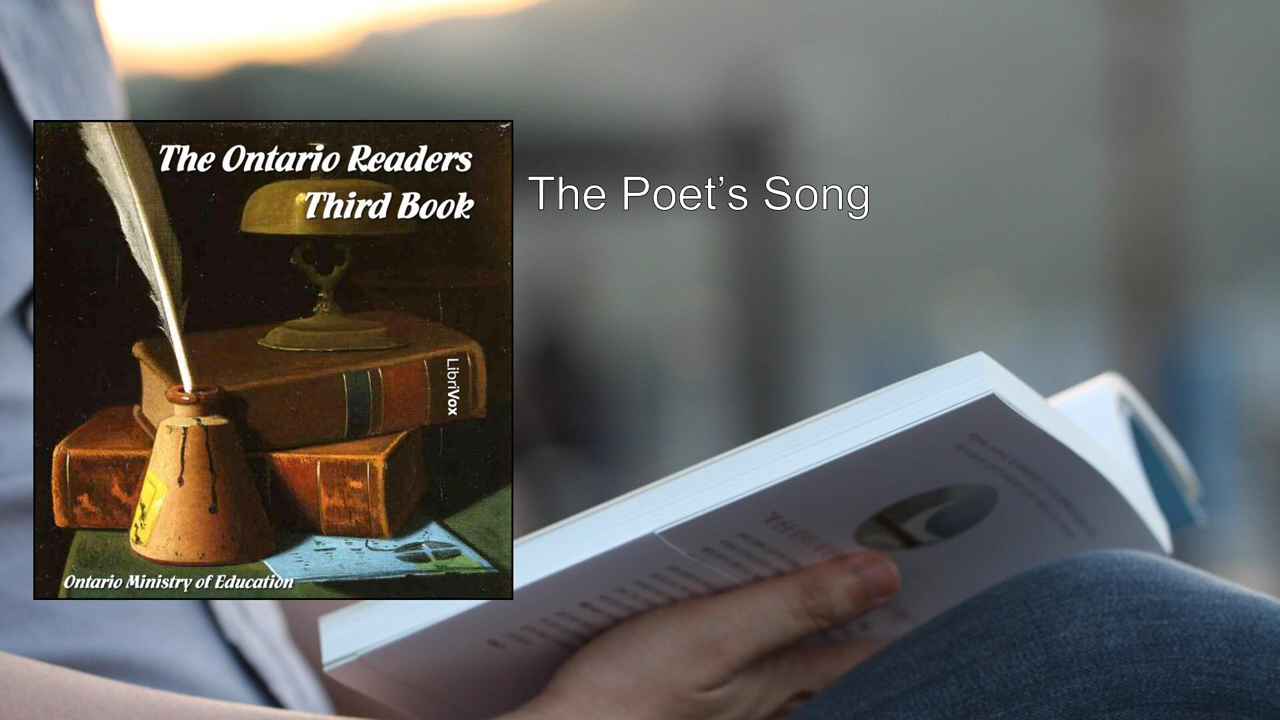 The Ontario Readers
Third Book
The Poet’s Song
LibriVox
Ontario Ministry of Education